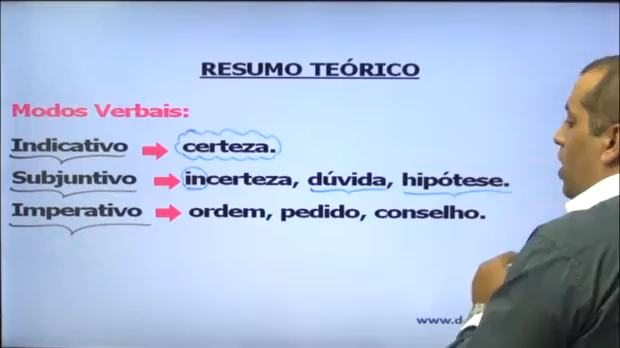 RESUMO TEÓRICO
Modos Verbais:
Indicativo certeza.
Subjuntivo incerteza, dúvida, hipótese.
Imperativo ordem, pedido, conselho.